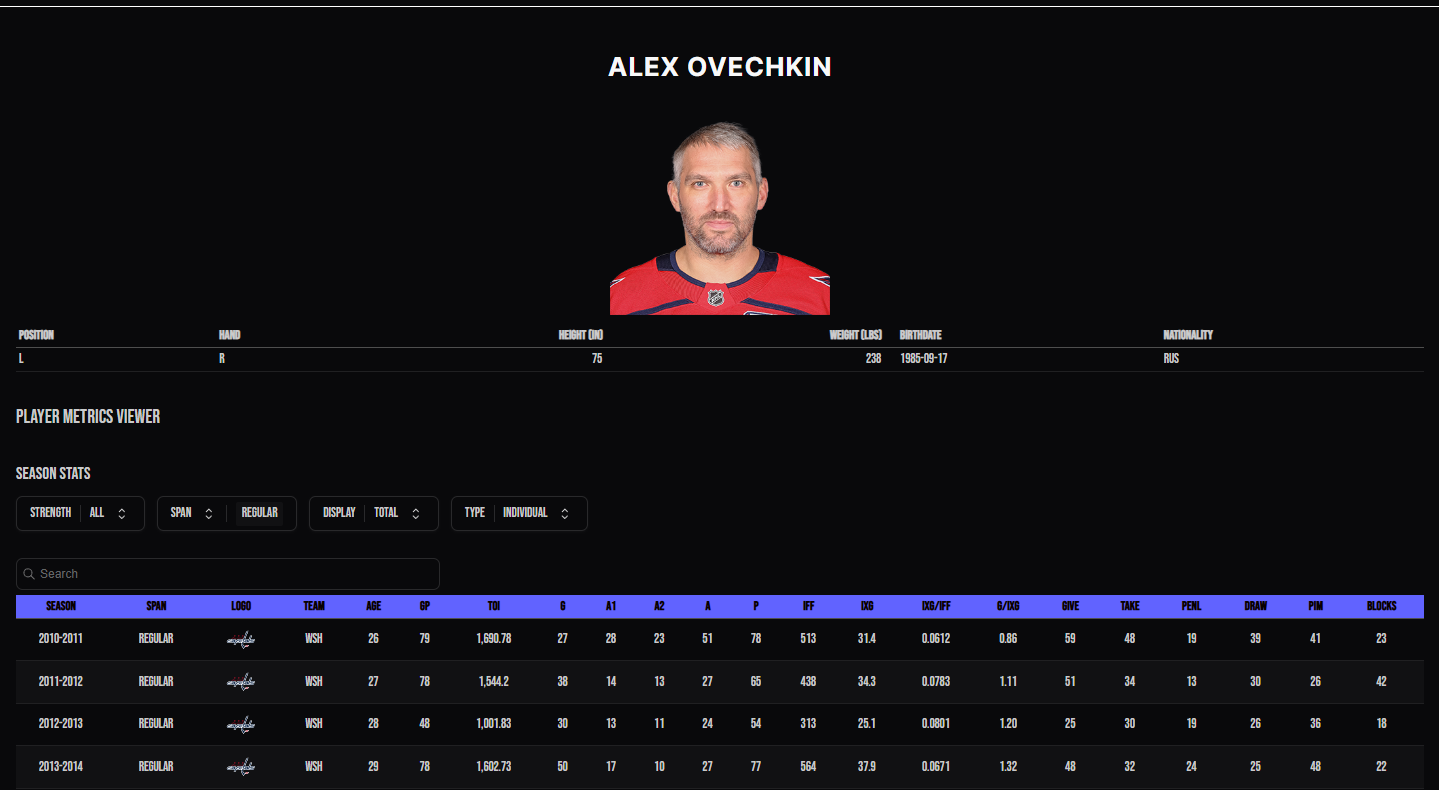 ALEX OVECHKIN
POSITION HAND HEIGHT (IN) WEIGHT (LBS) BIRTHDATE NATIONALITY
L R 75 238 1985-09-17 RUS
PLAYER METRICS VIEWER
SEASON STATS
STRENGTH ALL SPAN REGULAR DISPLAY TOTAL TYPE INDIVIDUAL
Search
SEASON SPAN LOGO TEAM AGE GP TOI G A1 A2 A P IFF IXG IXG/IFF G/IXG GIVE TAKE PENL DRAW PIM BLOCKS
2010-2011 REGULAR WSH 26 79 1,690.78 27 28 23 51 78 513 31.4 0.0612 0.86 59 48 19 39 41 23
2011-2012 REGULAR WSH 27 78 1,544.2 38 14 13 27 65 438 34.3 0.0783 1.11 51 34 13 30 26 42
2012-2013 REGULAR WSH 28 48 1,001.83 30 13 11 24 54 313 25.1 0.0801 1.20 25 30 19 26 36 18
2013-2014 REGULAR WSH 29 78 1,602.73 50 17 10 27 77 564 37.9 0.0671 1.32 48 32 24 25 48 22